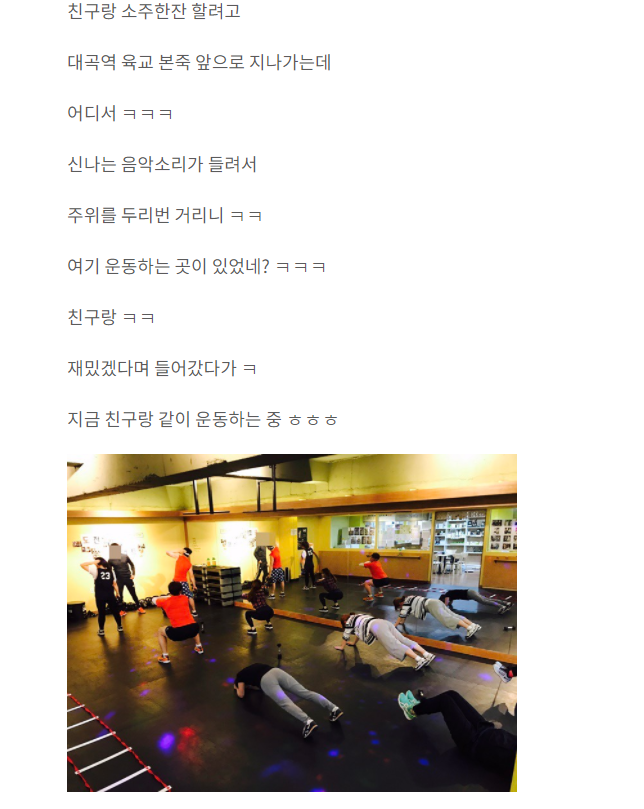 친구랑 소주한잔 할려고
대곡역 육교 본죽 앞으로 지나가는데
어디서 ㅋㅋㅋ
신나는 음악소리가 들려서
주위를 두리번 거리니 ㅋㅋ
여기 운동하는 곳이 있었네? ㅋㅋㅋ
친구랑 ㅋㅋ
재밌겠다며 들어갔다가 ㅋ
지금 친구랑 같이 운동하는 중 ㅎㅎㅎ
23